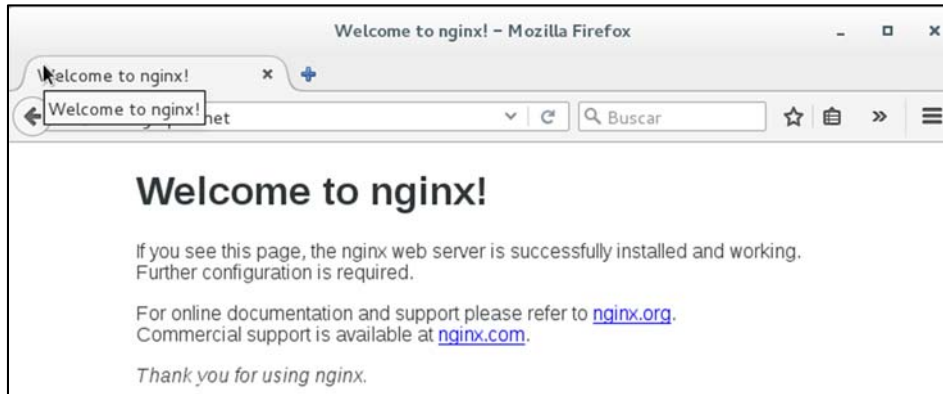 Welcome to nginx! – Mozilla Firefox
Welcome to nginx!
Welcome to nginx!
net
Buscar
Welcome to nginx!
If you see this page, the nginx web server is successfully installed and working.
Further configuration is required.
For online documentation and support please refer to nginx.org.
Commercial support is available at nginx.com.
Thank you for using nginx.